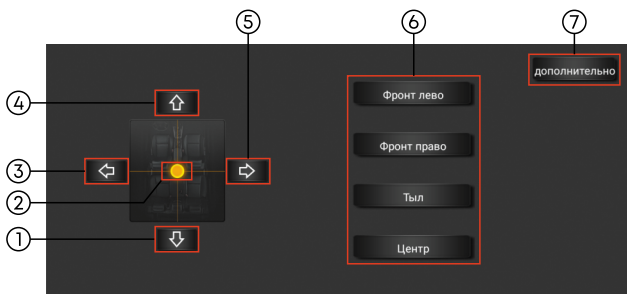 5 6 7
дополнительно
4
Фронт лево
Фронт право
3
2
Тыл
1
Центр